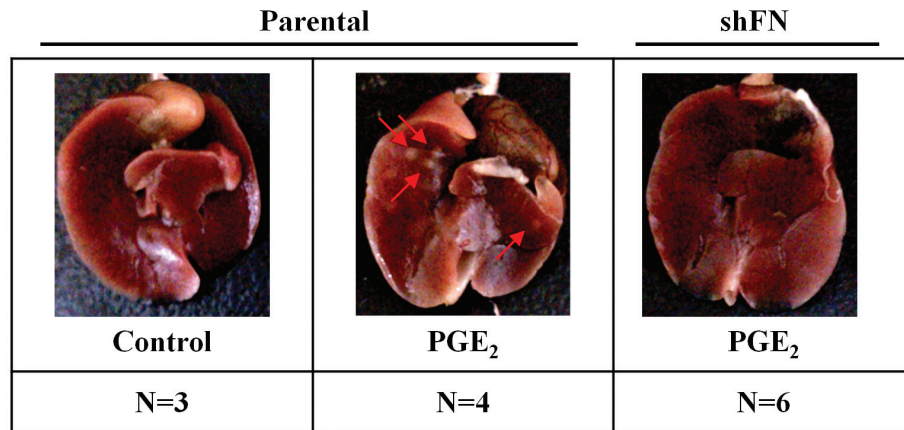 Parental shFN
Control PGE₂ PGE₂
N=3 N=4 N=6